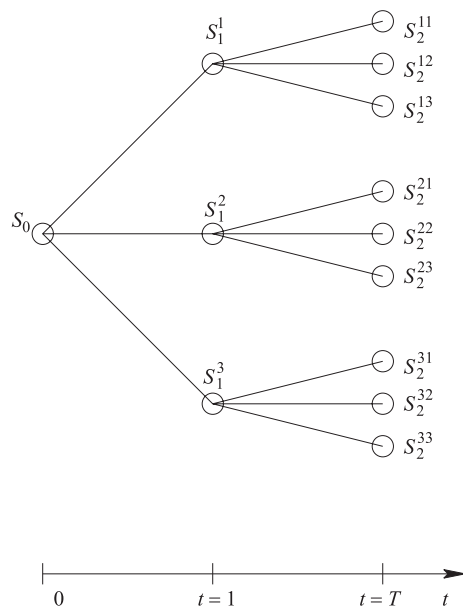 S_1^1
S_2^{11}
S_2^{12}
S_2^{13}
S_0
S_1^2
S_2^{21}
S_2^{22}
S_2^{23}
S_1^3
S_2^{31}
S_2^{32}
S_2^{33}
0 t = 1 t = T t